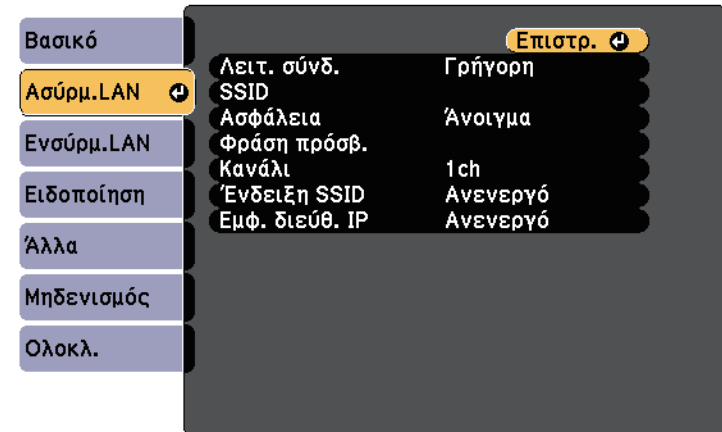 Βασικό
Ασύρμ.LAN
Ενσύρμ.LAN
Ειδοποίηση
Άλλα
Μηδενισμός
Ολοκλ.
Επιστρ.
Λειτ. σύνδ. Γρήγορη
SSID
Ασφάλεια Άνοιγμα
Φράση πρόσβ.
Κανάλι 1ch
Ένδειξη SSID Ανενεργό
Εμφ. διεύθ. IP Ανενεργό